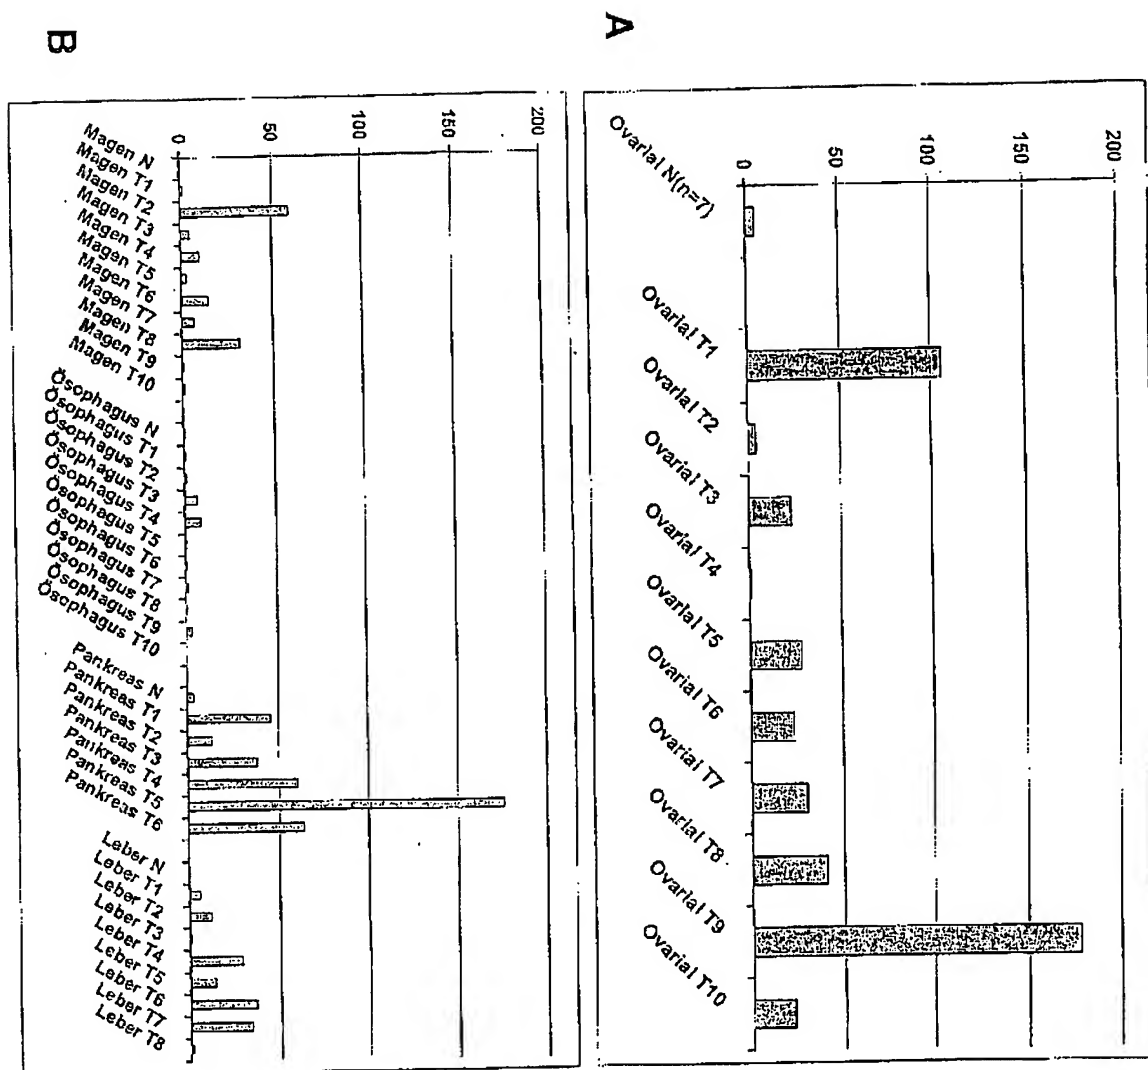 A
200
150
100
50
0
Ovarial N(n=7)
Ovarial T1
Ovarial T2
Ovarial T3
Ovarial T4
Ovarial T5
Ovarial T6
Ovarial T7
Ovarial T8
Ovarial T9
Ovarial T10
B
200
150
100
50
0
Magen N
Magen T1
Magen T2
Magen T3
Magen T4
Magen T5
Magen T6
Magen T7
Magen T8
Magen T9
Magen T10
Ösophagus N
Ösophagus T1
Ösophagus T2
Ösophagus T3
Ösophagus T4
Ösophagus T5
Ösophagus T6
Ösophagus T7
Ösophagus T8
Ösophagus T9
Ösophagus T10
Pankreas N
Pankreas T1
Pankreas T2
Pankreas T3
Pankreas T4
Pankreas T5
Pankreas T6
Leber N
Leber T1
Leber T2
Leber T3
Leber T4
Leber T5
Leber T6
Leber T7
Leber T8